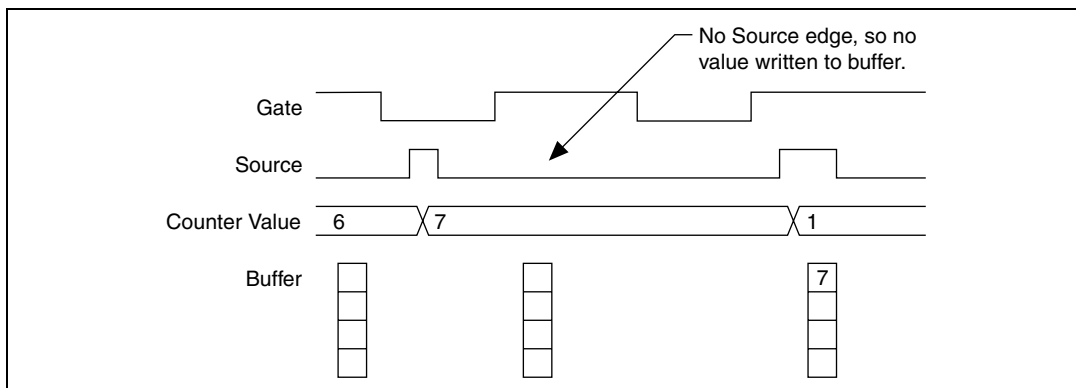 No Source edge, so no
value written to buffer.
Gate
Source
Counter Value 6 7 1
Buffer 7